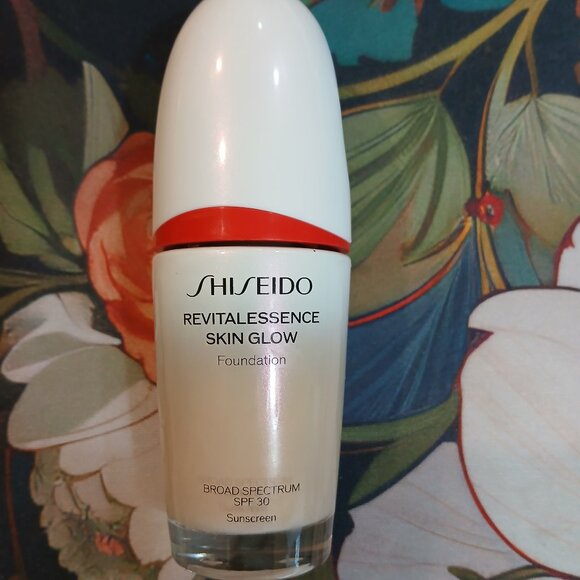 SHISEIDO
REVITALESSENCE
SKIN GLOW
Foundation
BROAD SPECTRUM
SPF 30
Sunscreen